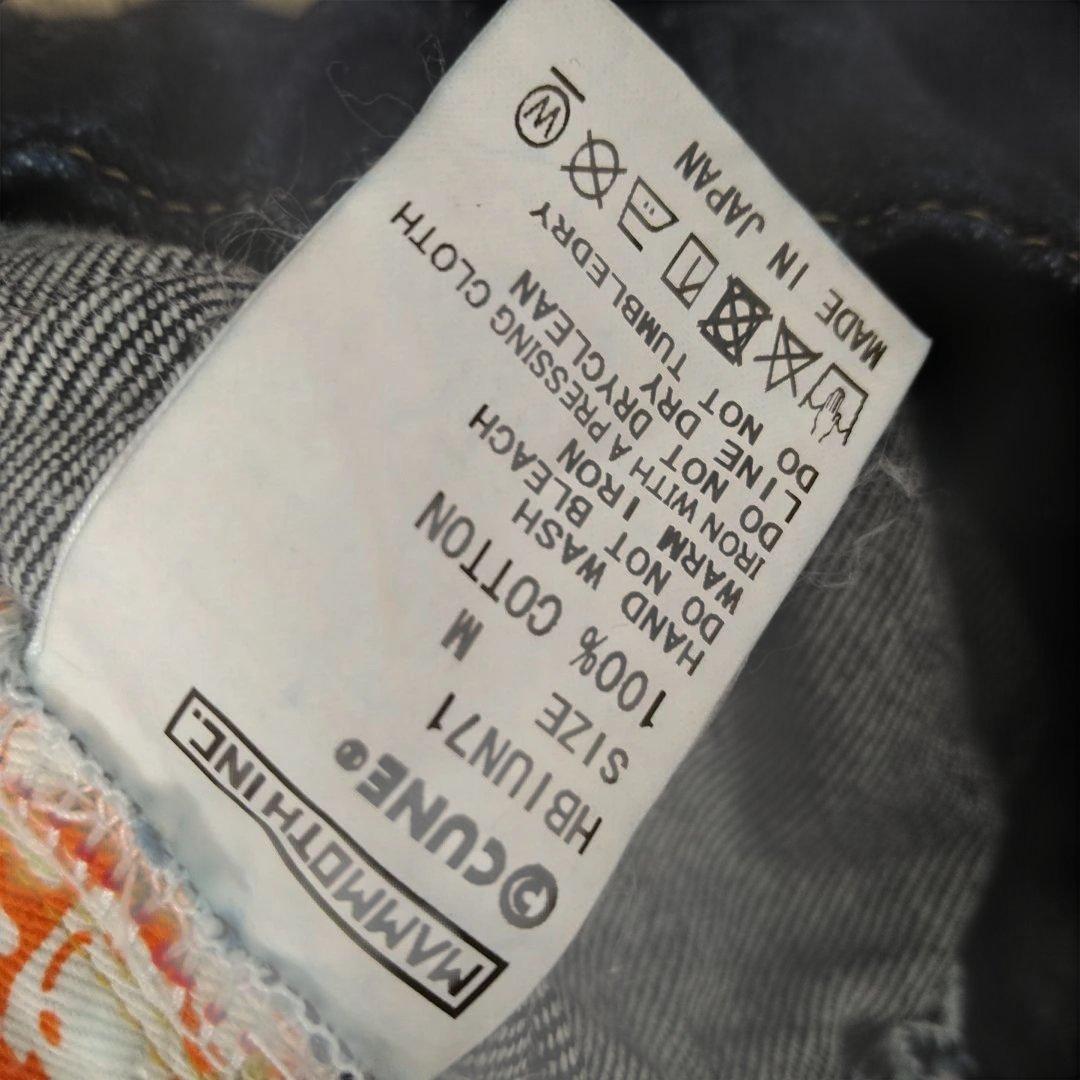 MAMMOTH INC.
©CUNE®
HBIUN71
SIZE M
100% COTTON
HAND WASH
DO NOT BLEACH
WARM IRON
IRON WITH A PRESSING CLOTH
DO NOT DRYCLEAN
LINE DRY
DO NOT TUMBLEDRY
W
MADE IN JAPAN